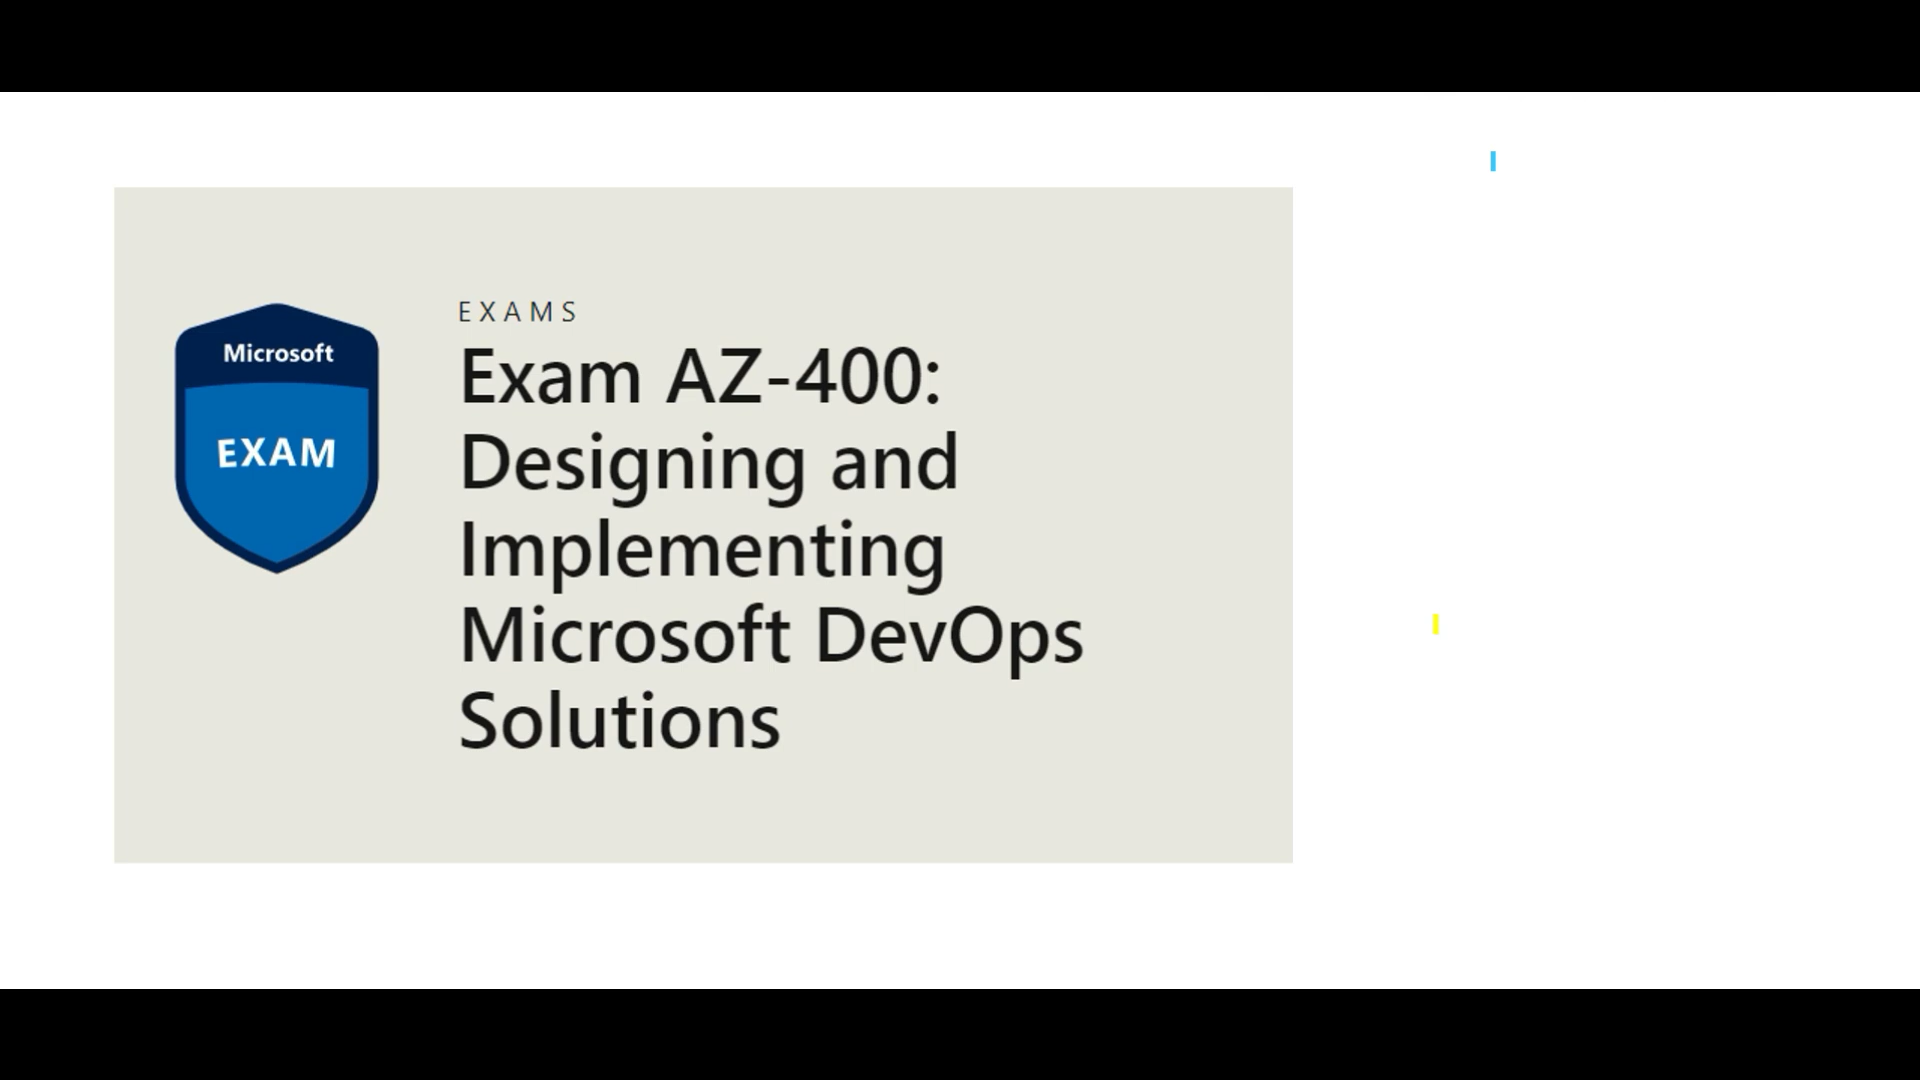 Microsoft
EXAM
EXAMS
Exam AZ-400:
Designing and
Implementing
Microsoft DevOps
Solutions